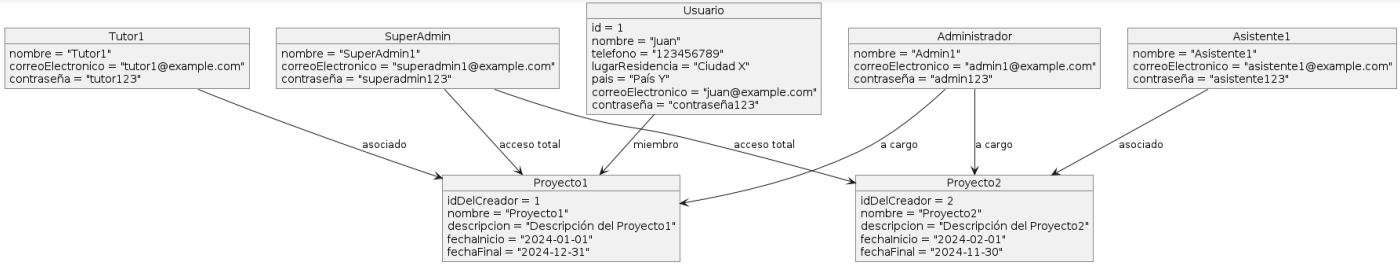 Tutor1
nombre = "Tutor1"
correoElectronico = "tutor1@example.com"
contraseña = "tutor123"
SuperAdmin
nombre = "SuperAdmin1"
correoElectronico = "superadmin1@example.com"
contraseña = "superadmin123"
Usuario
id = 1
nombre = "Juan"
telefono = "123456789"
lugarResidencia = "Ciudad X"
pais = "País Y"
correoElectronico = "juan@example.com"
contraseña = "contraseña123"
Administrador
nombre = "Admin1"
correoElectronico = "admin1@example.com"
contraseña = "admin123"
Asistente1
nombre = "Asistente1"
correoElectronico = "asistente1@example.com"
contraseña = "asistente123"
asociado
acceso total
miembro
acceso total
a cargo
a cargo
asociado
Proyecto1
idDelCreador = 1
nombre = "Proyecto1"
descripcion = "Descripción del Proyecto1"
fechaInicio = "2024-01-01"
fechaFinal = "2024-12-31"
Proyecto2
idDelCreador = 2
nombre = "Proyecto2"
descripcion = "Descripción del Proyecto2"
fechaInicio = "2024-02-01"
fechaFinal = "2024-11-30"